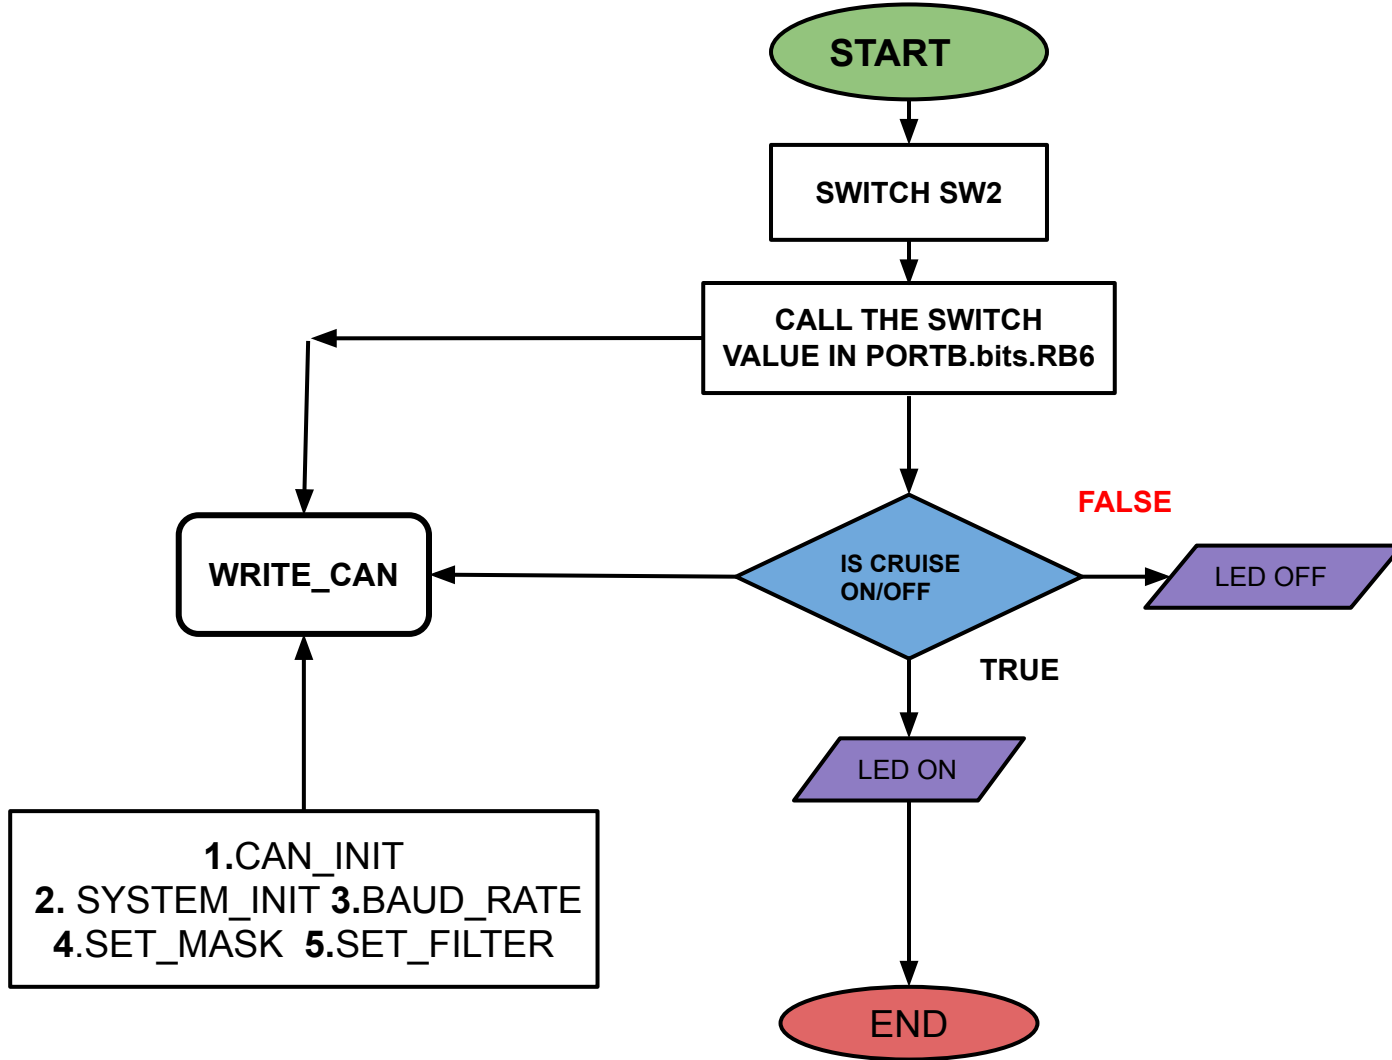 START
SWITCH SW2
CALL THE SWITCH
VALUE IN PORTB.bits.RB6
FALSE
IS CRUISE
ON/OFF
LED OFF
WRITE_CAN
TRUE
LED ON
1.CAN_INIT
2. SYSTEM_INIT 3.BAUD_RATE
4.SET_MASK 5.SET_FILTER
END